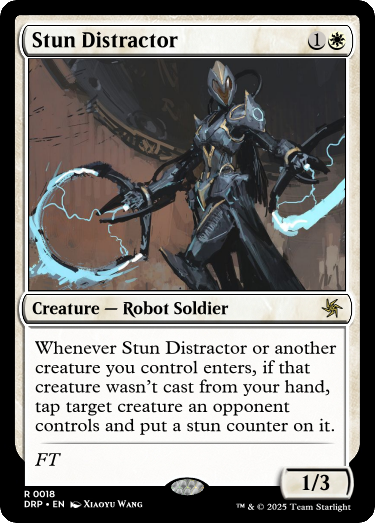 Stun Distractor 1
Creature — Robot Soldier
Whenever Stun Distractor or another
creature you control enters, if that
creature wasn't cast from your hand,
tap target creature an opponent
controls and put a stun counter on it.
FT
1/3
R 0018
DRP • EN Xiaoyu Wang
™ & © 2025 Team Starlight